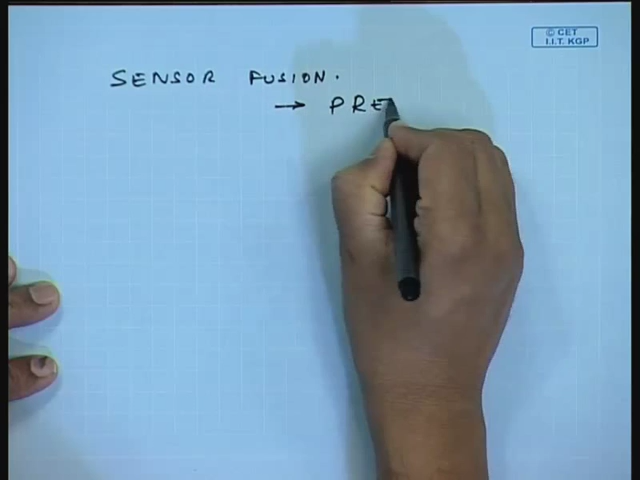 © CET
I.I.T. KGP
SENSOR FUSION.
→ PRE